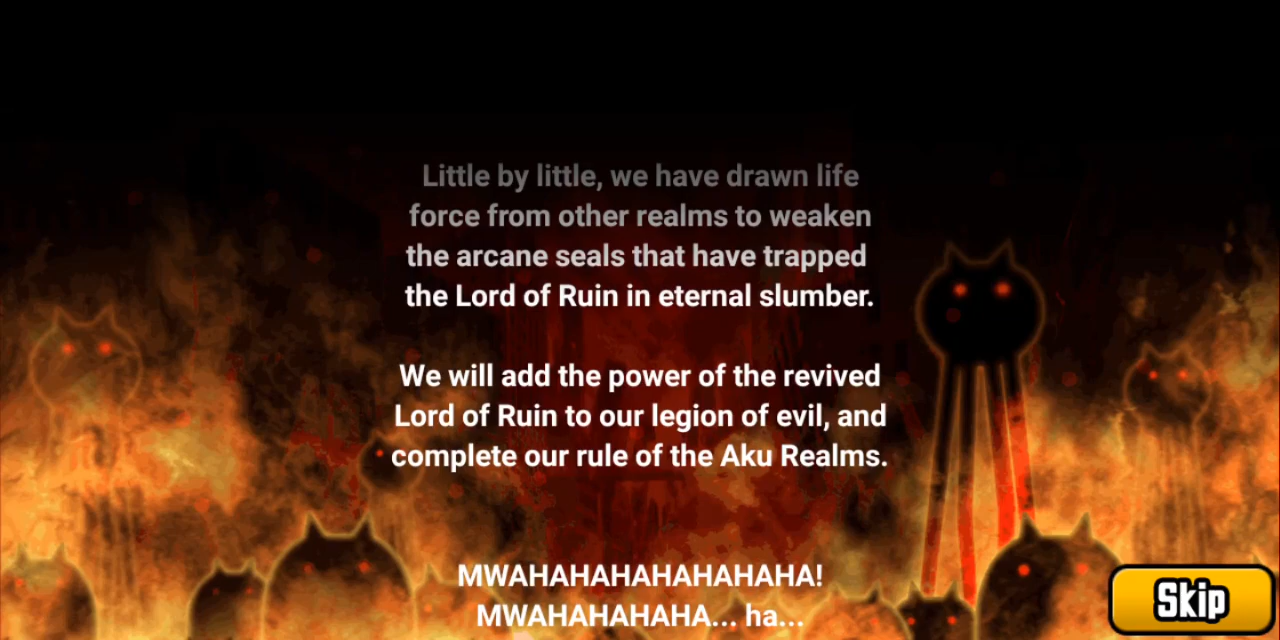 Little by little, we have drawn life
force from other realms to weaken
the arcane seals that have trapped
the Lord of Ruin in eternal slumber.
We will add the power of the revived
Lord of Ruin to our legion of evil, and
complete our rule of the Aku Realms.
MWAHAHAHAHAHAHAHA!
MWAHAHAHAHA... ha...
Skip